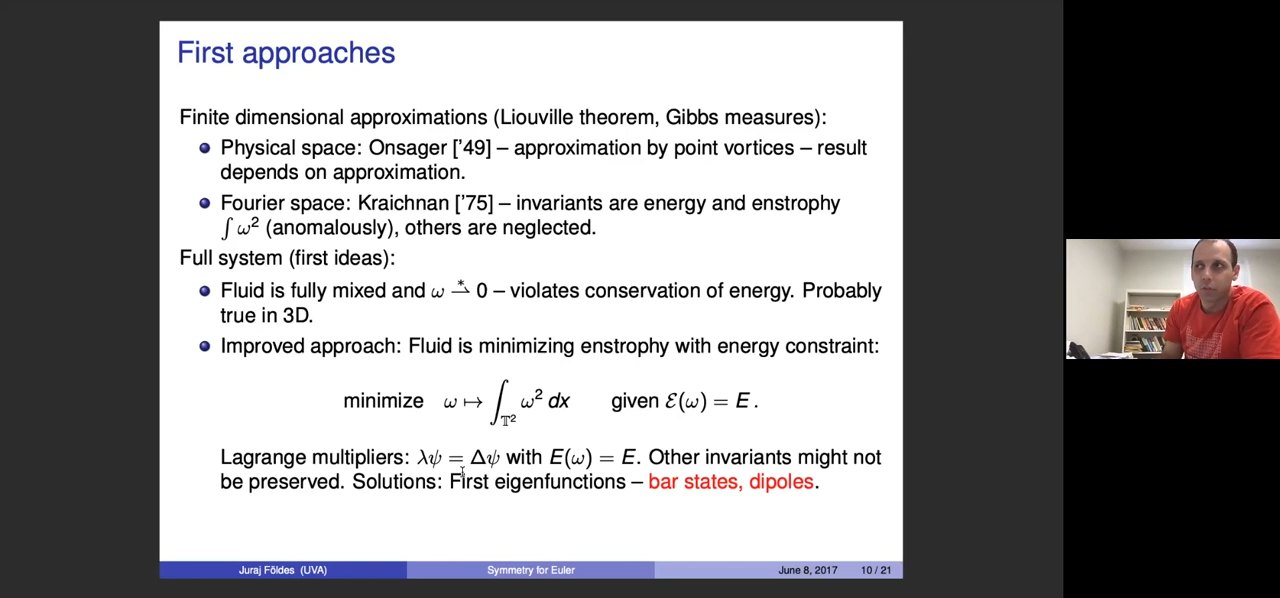 First approaches
Finite dimensional approximations (Liouville theorem, Gibbs measures):
Physical space: Onsager ['49] – approximation by point vortices – result
depends on approximation.
Fourier space: Kraichnan ['75] – invariants are energy and enstrophy
∫ ω² (anomalously), others are neglected.
Full system (first ideas):
Fluid is fully mixed and ω ⇀* 0 – violates conservation of energy. Probably
true in 3D.
Improved approach: Fluid is minimizing enstrophy with energy constraint:
minimize ω ↦ ∫_𝕋² ω² dx given ℰ(ω) = E.
Lagrange multipliers: λψ = Δψ with E(ω) = E. Other invariants might not
be preserved. Solutions: First eigenfunctions – bar states, dipoles.
Juraj Földes (UVA) Symmetry for Euler June 8, 2017 10 / 21